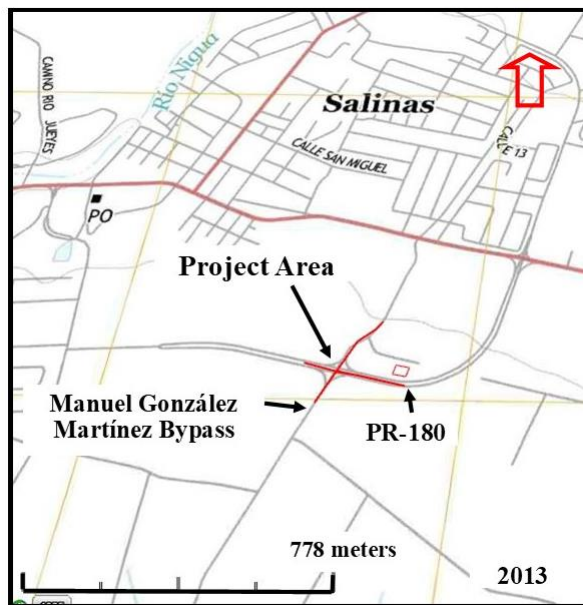 CAMINO RIO JUEYES
Río Nigua
Salinas
CALLE 13
CALLE SAN MIGUEL
PO
Project Area
Manuel González
Martínez Bypass
PR-180
778 meters
2013